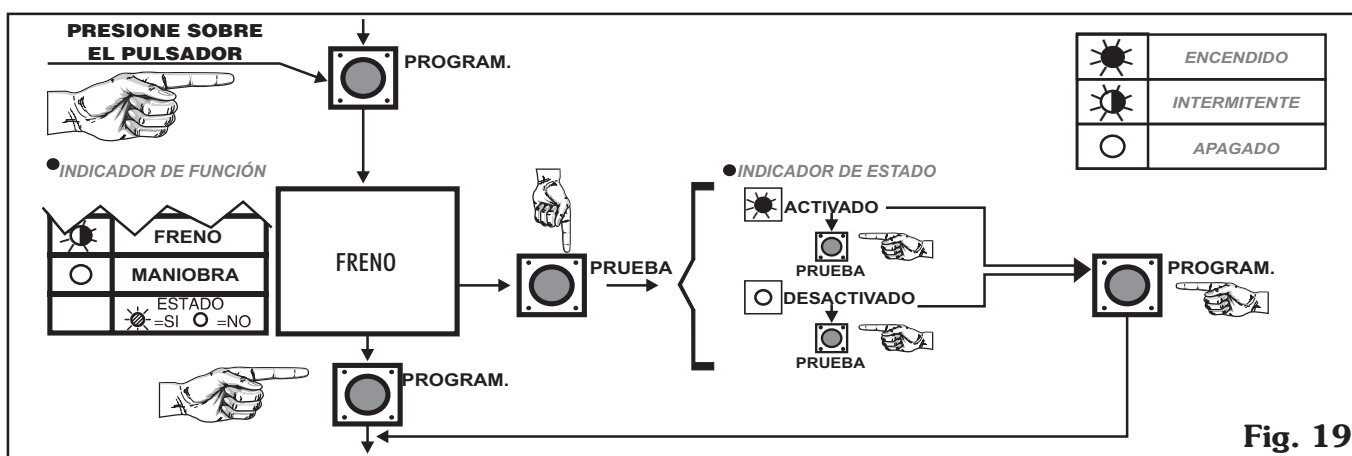 PRESIONE SOBRE
EL PULSADOR
PROGRAM.
ENCENDIDO
INTERMITENTE
APAGADO
INDICADOR DE FUNCIÓN
FRENO
MANIOBRA
ESTADO
=SI =NO
FRENO
PRUEBA
INDICADOR DE ESTADO
ACTIVADO
PRUEBA
DESACTIVADO
PRUEBA
PROGRAM.
PROGRAM.
Fig. 19